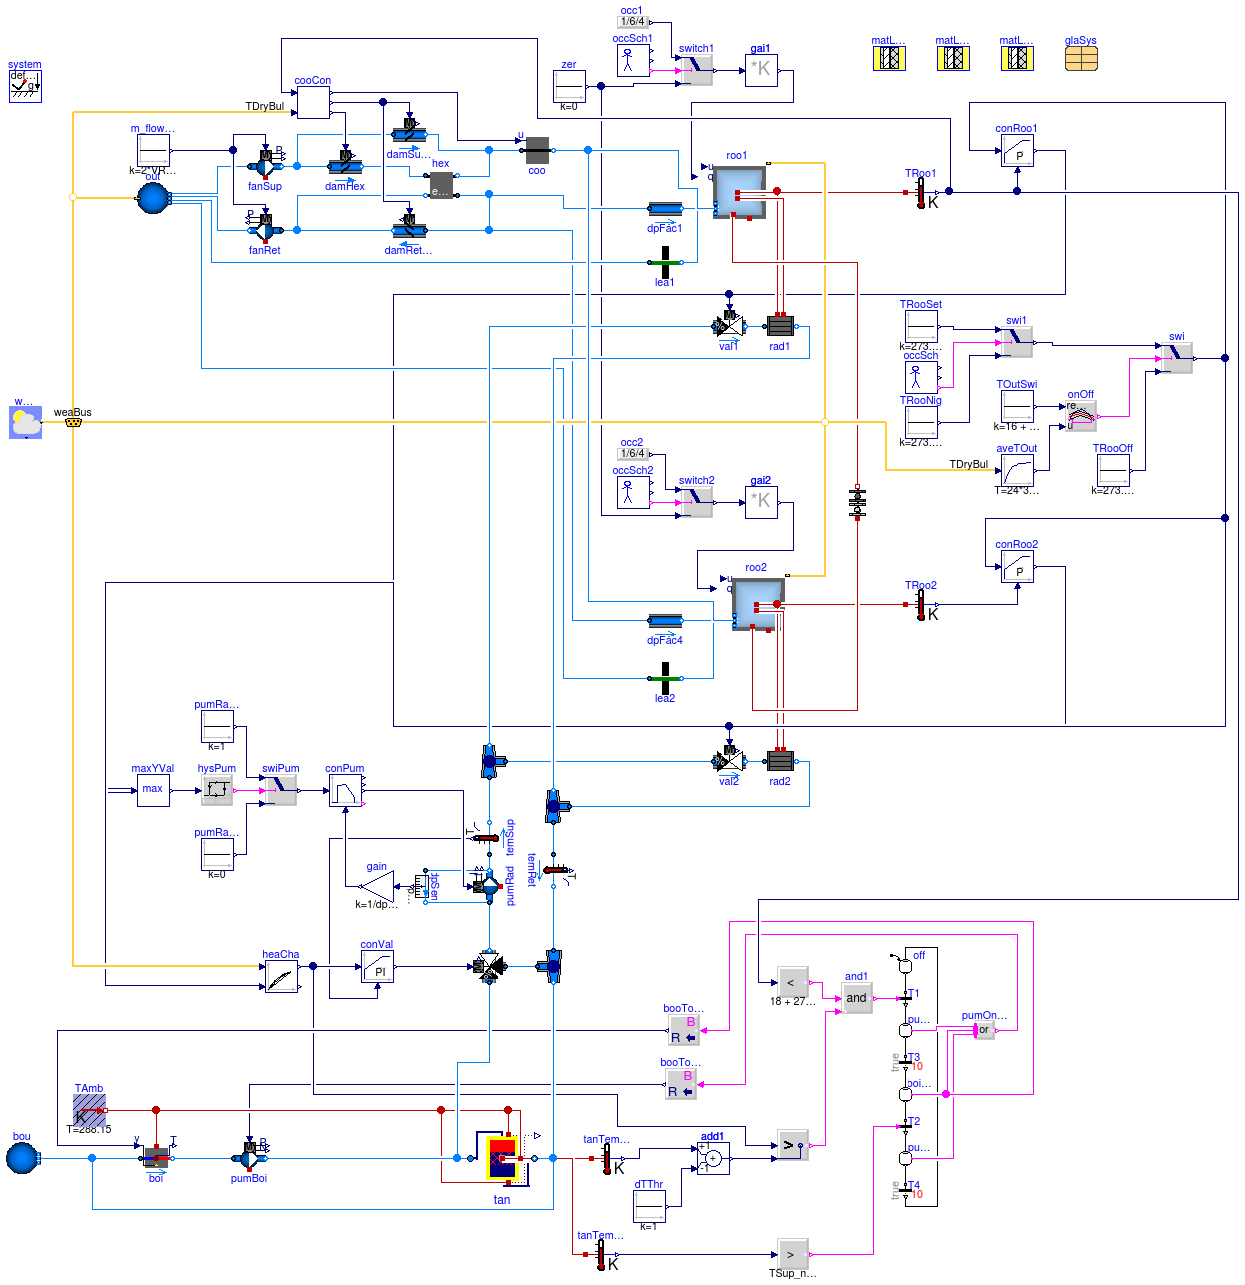 occ1
1/6/4
occSch1
switch1
gai1
*K
zer
k=0
matL...
matL...
matL...
glaSys
system
def...
g
cooCon
TDryBul
m_flow...
k=2*VR...
out
P
fanSup
damHex
damSu...
hex
e...
u
coo
P
fanRet
damRet...
roo1
u
q
dpFac1
lea1
TRoo1
K
conRoo1
P
val1
rad1
TRooSet
k=273....
swi1
swi
occSch
TRooNig
k=273....
TOutSwi
k=16 + ...
onOff
re...
u
TDryBul
aveTOut
T=24*3...
TRooOff
k=273....
w...
weaBus
occ2
1/6/4
occSch2
switch2
gai2
*K
roo2
u
q
dpFac4
lea2
TRoo2
K
conRoo2
P
val2
rad2
pumRa...
k=1
maxYVal
max
hysPum
swiPum
conPum
pumRa...
k=0
T
temSup
temRet
T
gain
k=1/dp...
dpSen
pumRad
heaCha
conVal
PI
off
<
18 + 27...
and1
and
T1
pu...
pumOn...
or
booTo...
B
R
T3
true
10
booTo...
B
R
boi...
T2
TAmb
K
T=288.15
bou
y
T
boi
P
pumBoi
tan
tanTem...
K
add1
+1
+
-1
>
dTThr
k=1
pu...
T4
true
10
tanTem...
K
>
TSup_n...